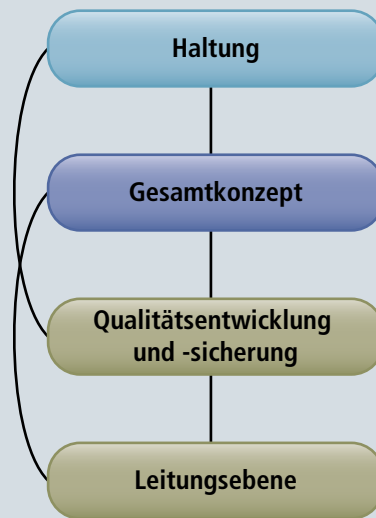 Haltung
Gesamtkonzept
Qualitätsentwicklung
und -sicherung
Leitungsebene